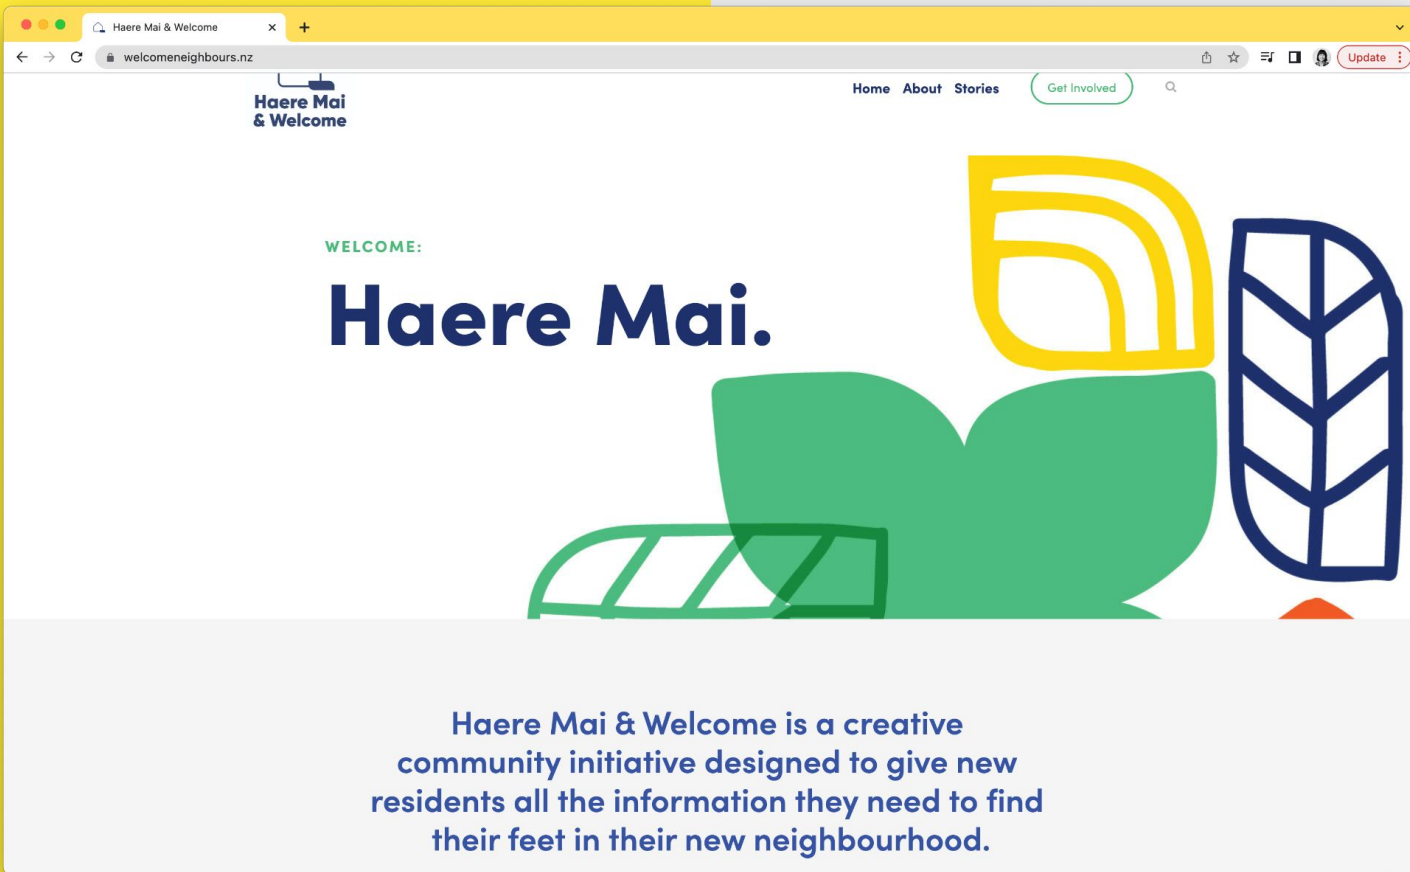 Haere Mai & Welcome
welcomeneighbours.nz
Update
Haere Mai
& Welcome
Home About Stories Get Involved
WELCOME:
Haere Mai.
Haere Mai & Welcome is a creative
community initiative designed to give new
residents all the information they need to find
their feet in their new neighbourhood.